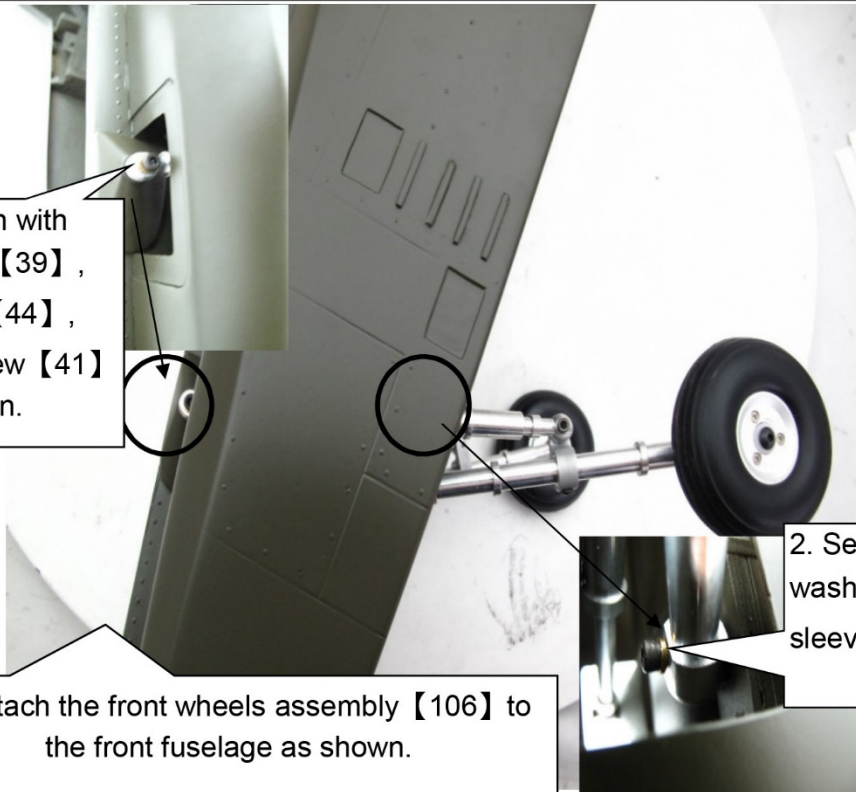 n with
【39】,
【44】,
ew【41】
n.
tach the front wheels assembly【106】to
the front fuselage as shown.
2. Se
wash
sleev